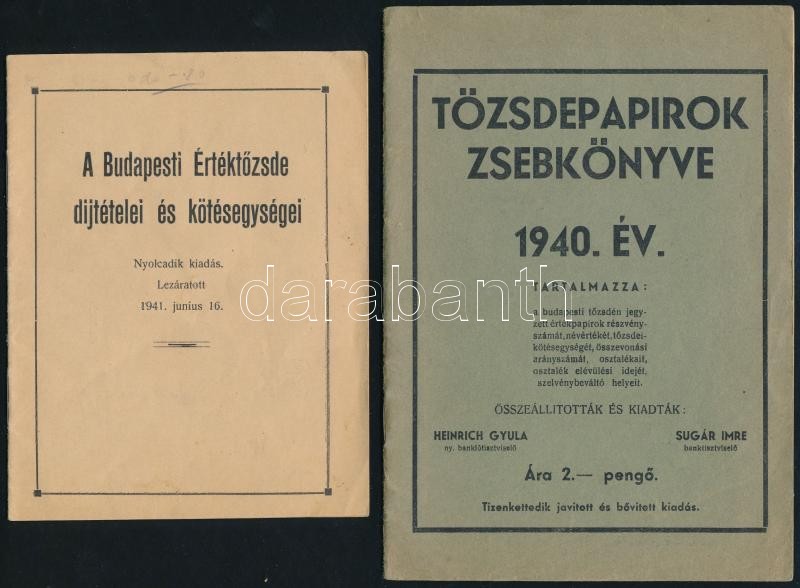 A Budapesti Értéktőzsde
dijtételei és kötésegységei
Nyolcadik kiadás.
Lezáratott
1941. junius 16.
TŐZSDEPAPIROK
ZSEBKÖNYVE
1940. ÉV.
TARTALMAZZA:
a budapesti tőzsdén jegy-
zett értékpapirok részvény-
számát, névértékét, tőzsdei-
kötésegységét, összevonási
arányszámát, osztalékait,
osztalék elévülési idejét,
szelvénybeváltó helyeit.
ÖSSZEÁLLITOTTÁK ÉS KIADTÁK:
HEINRICH GYULA SUGÁR IMRE
ny. bankfőtisztviselő banktisztviselő
Ára 2.— pengő.
Tizenkettedik javitott és bővitett kiadás.
darabanth